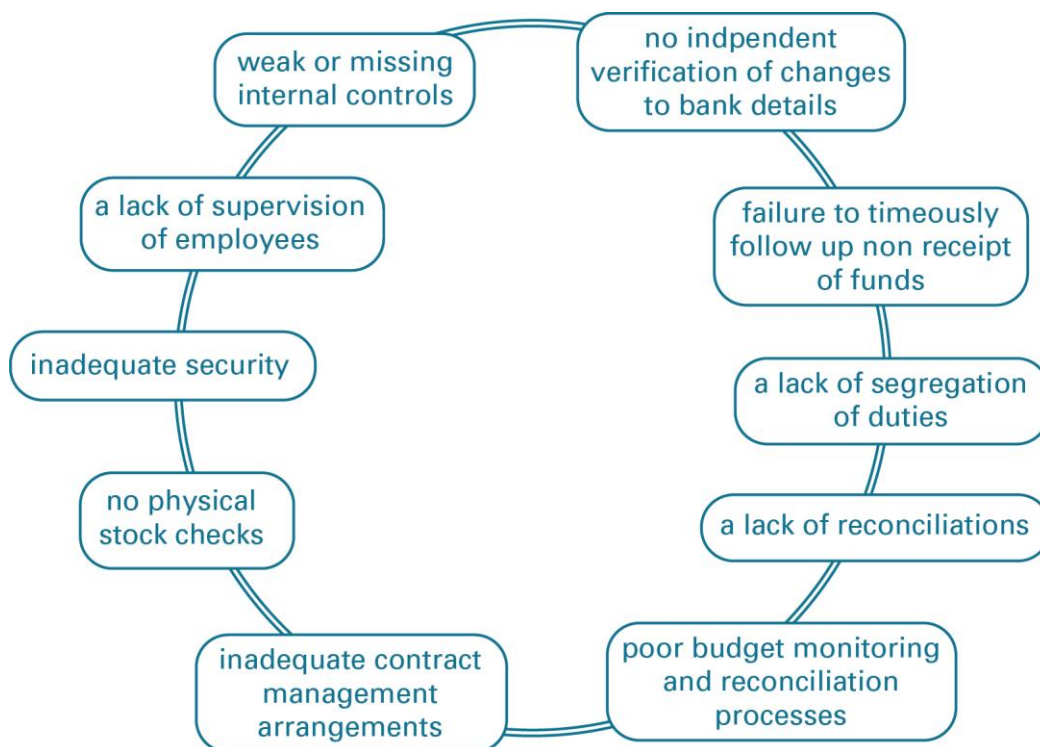 weak or missing
internal controls
no indpendent
verification of changes
to bank details
failure to timeously
follow up non receipt
of funds
a lack of segregation
of duties
a lack of reconciliations
poor budget monitoring
and reconciliation
processes
inadequate contract
management
arrangements
no physical
stock checks
inadequate security
a lack of supervision
of employees